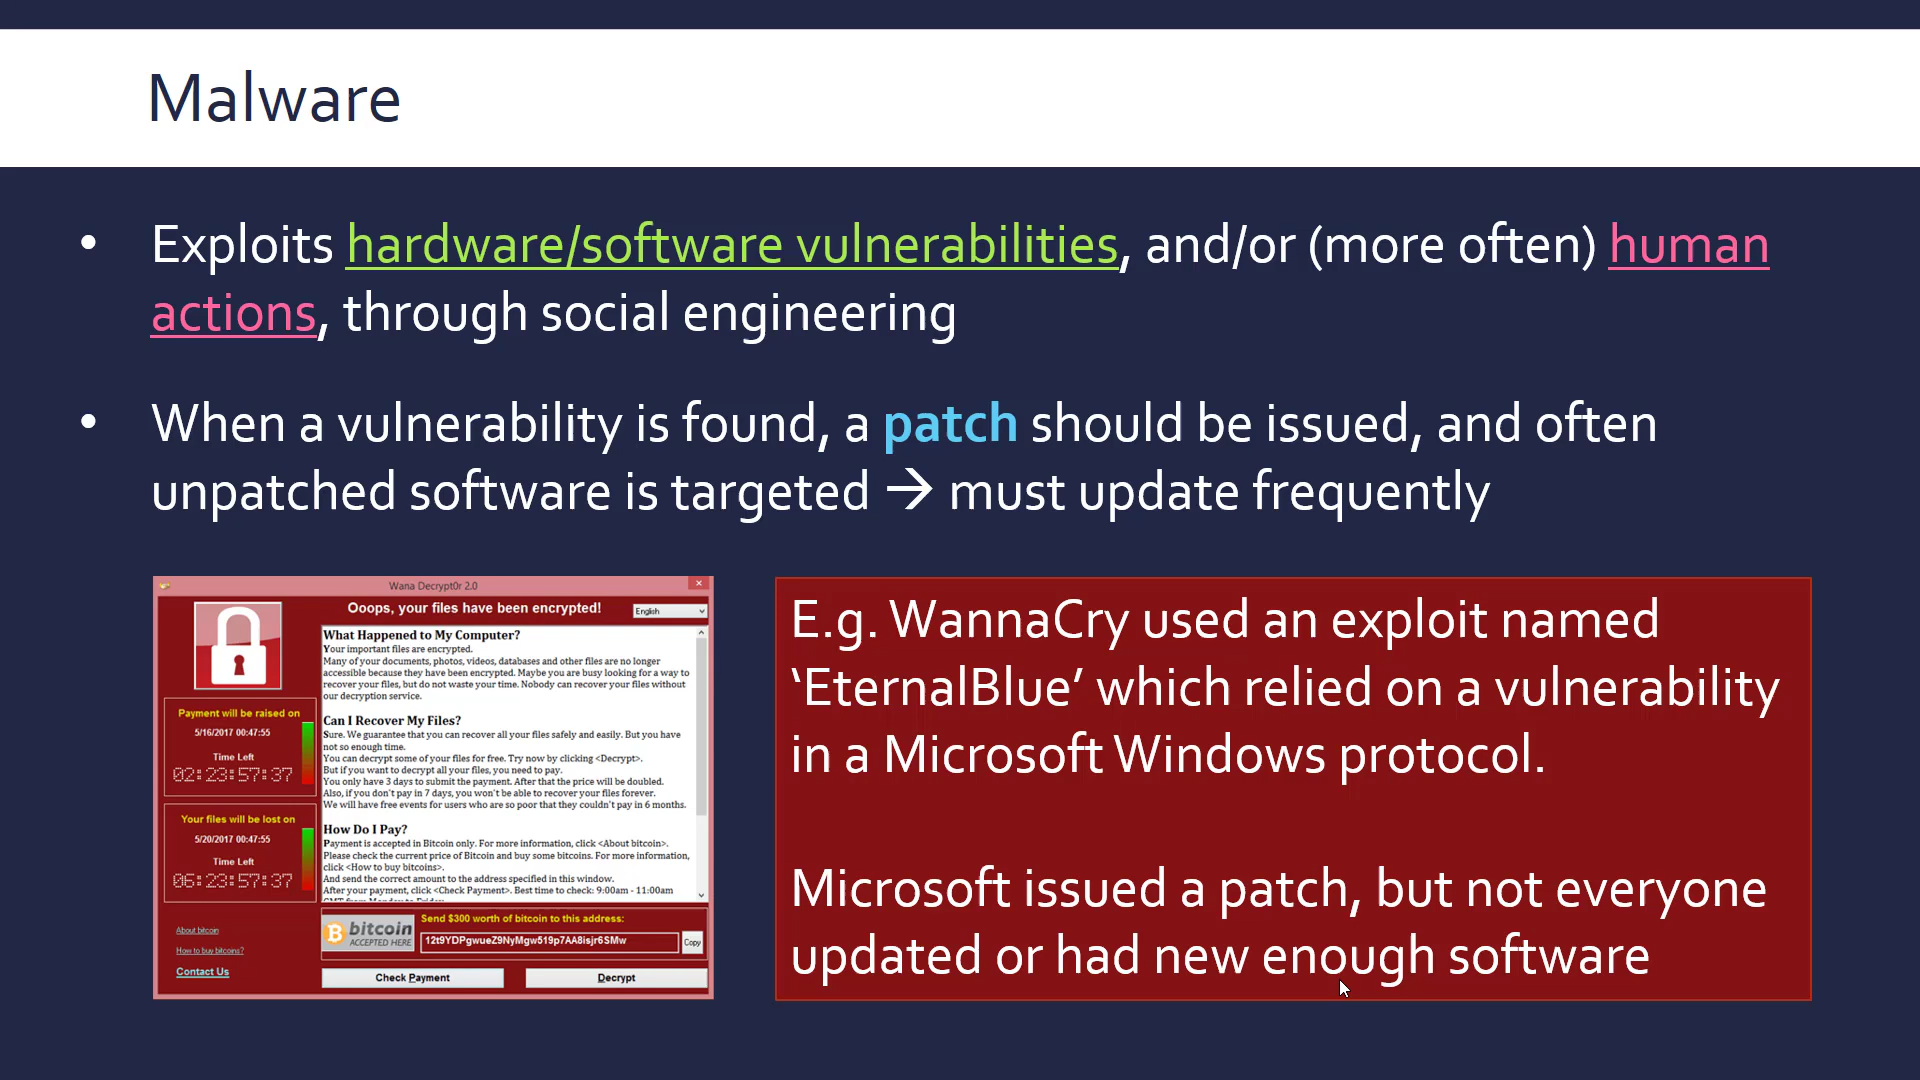 Malware
• Exploits hardware/software vulnerabilities, and/or (more often) human
actions, through social engineering
• When a vulnerability is found, a patch should be issued, and often
unpatched software is targeted → must update frequently
Wana Decrypt0r 2.0
Ooops, your files have been encrypted!
English
Payment will be raised on
5/16/2017 00:47:55
Time Left
02:23:57:37
Your files will be lost on
5/20/2017 00:47:55
Time Left
06:23:57:37
About bitcoin
How to buy bitcoins?
Contact Us
What Happened to My Computer?
Your important files are encrypted.
Many of your documents, photos, videos, databases and other files are no longer
accessible because they have been encrypted. Maybe you are busy looking for a way to
recover your files, but do not waste your time. Nobody can recover your files without
our decryption service.
Can I Recover My Files?
Sure. We guarantee that you can recover all your files safely and easily. But you have
not so enough time.
You can decrypt some of your files for free. Try now by clicking <Decrypt>.
But if you want to decrypt all your files, you need to pay.
You only have 3 days to submit the payment. After that the price will be doubled.
Also, if you don't pay in 7 days, you won't be able to recover your files forever.
We will have free events for users who are so poor that they couldn't pay in 6 months.
How Do I Pay?
Payment is accepted in Bitcoin only. For more information, click <About bitcoin>.
Please check the current price of Bitcoin and buy some bitcoins. For more information,
click <How to buy bitcoins>.
And send the correct amount to the address specified in this window.
After your payment, click <Check Payment>. Best time to check: 9:00am - 11:00am
bitcoin
ACCEPTED HERE
Send $300 worth of bitcoin to this address:
12t9YDPgwueZ9NyMgw519p7AA8isjr6SMw
Copy
Check Payment
Decrypt
E.g. WannaCry used an exploit named
‘EternalBlue’ which relied on a vulnerability
in a Microsoft Windows protocol.
Microsoft issued a patch, but not everyone
updated or had new enough software